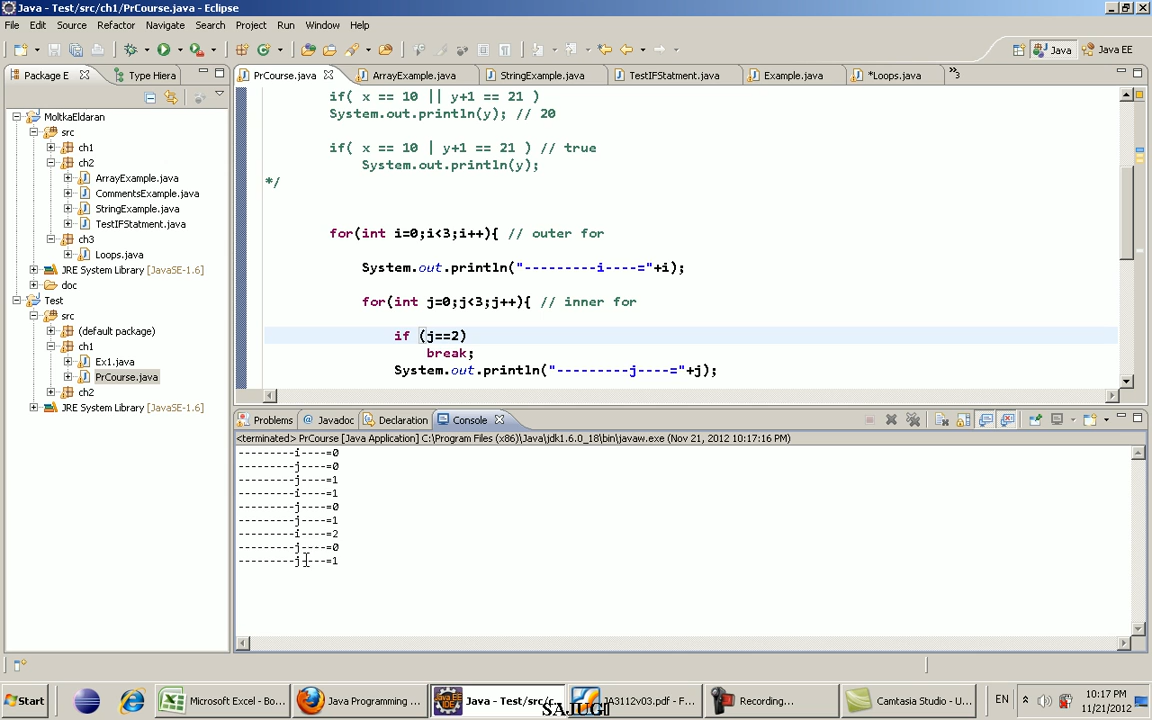 Java - Test/src/ch1/PrCourse.java - Eclipse
File Edit Source Refactor Navigate Search Project Run Window Help
Java Java EE
Package E Type Hiera PrCourse.java ArrayExample.java StringExample.java TestIFStatment.java Example.java *Loops.java »3
MoltkaEldaran
src
ch1
ch2
ArrayExample.java
CommentsExample.java
StringExample.java
TestIFStatment.java
ch3
Loops.java
JRE System Library [JavaSE-1.6]
doc
Test
src
(default package)
ch1
Ex1.java
PrCourse.java
ch2
JRE System Library [JavaSE-1.6]
if( x == 10 || y+1 == 21 )
System.out.println(y); // 20
if( x == 10 | y+1 == 21 ) // true
System.out.println(y);
*/
for(int i=0;i<3;i++){ // outer for
System.out.println("---------i----="+i);
for(int j=0;j<3;j++){ // inner for
if (j==2)
break;
System.out.println("---------j----="+j);
Problems @ Javadoc Declaration Console
<terminated> PrCourse [Java Application] C:\Program Files (x86)\Java\jdk1.6.0_18\bin\javaw.exe (Nov 21, 2012 10:17:16 PM)
---------i----=0
---------j----=0
---------j----=1
---------i----=1
---------j----=0
---------j----=1
---------i----=2
---------j----=0
---------j----=1
Start Microsoft Excel - Bo... Java Programming ... Java - Test/src/c... JA3112v03.pdf - F... Recording... Camtasia Studio - U... EN 10:17 PM
11/21/2012
SAJUGI